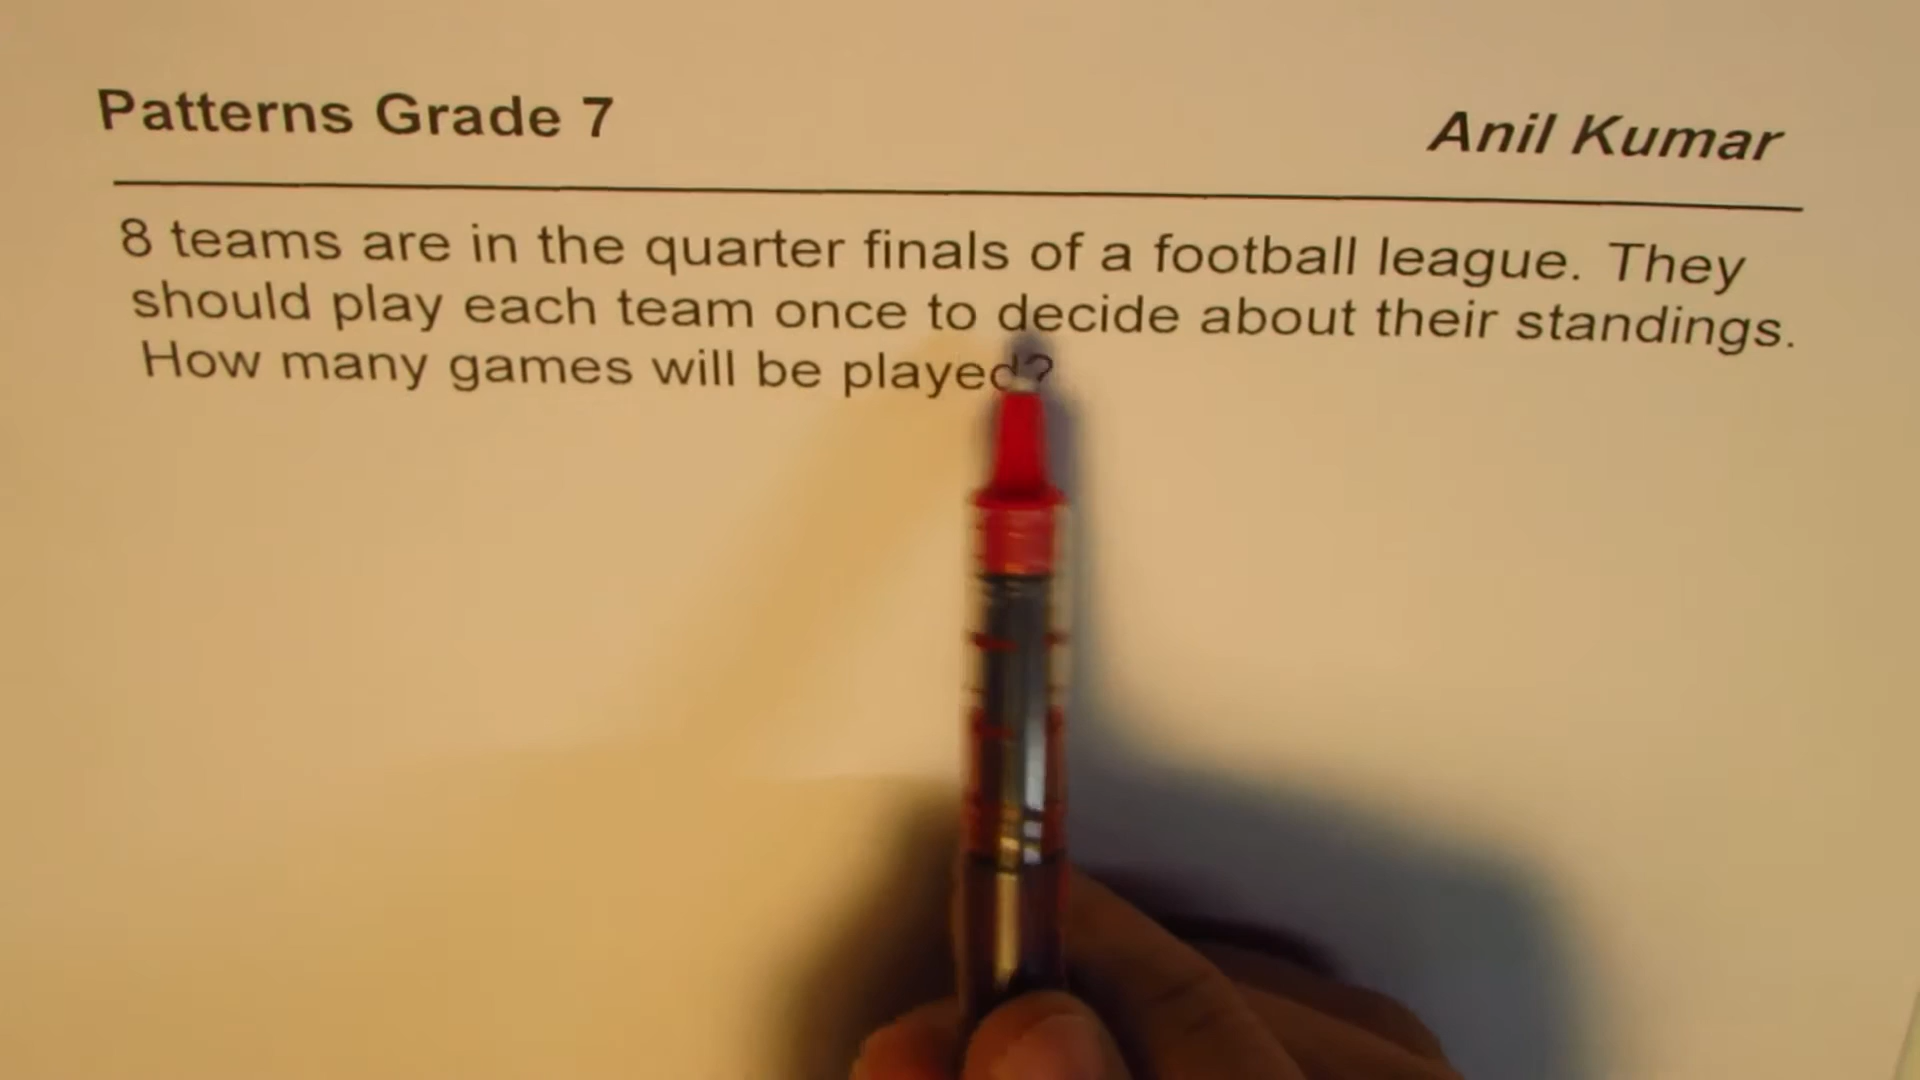 Patterns Grade 7
Anil Kumar
8 teams are in the quarter finals of a football league. They
should play each team once to decide about their standings.
How many games will be played?